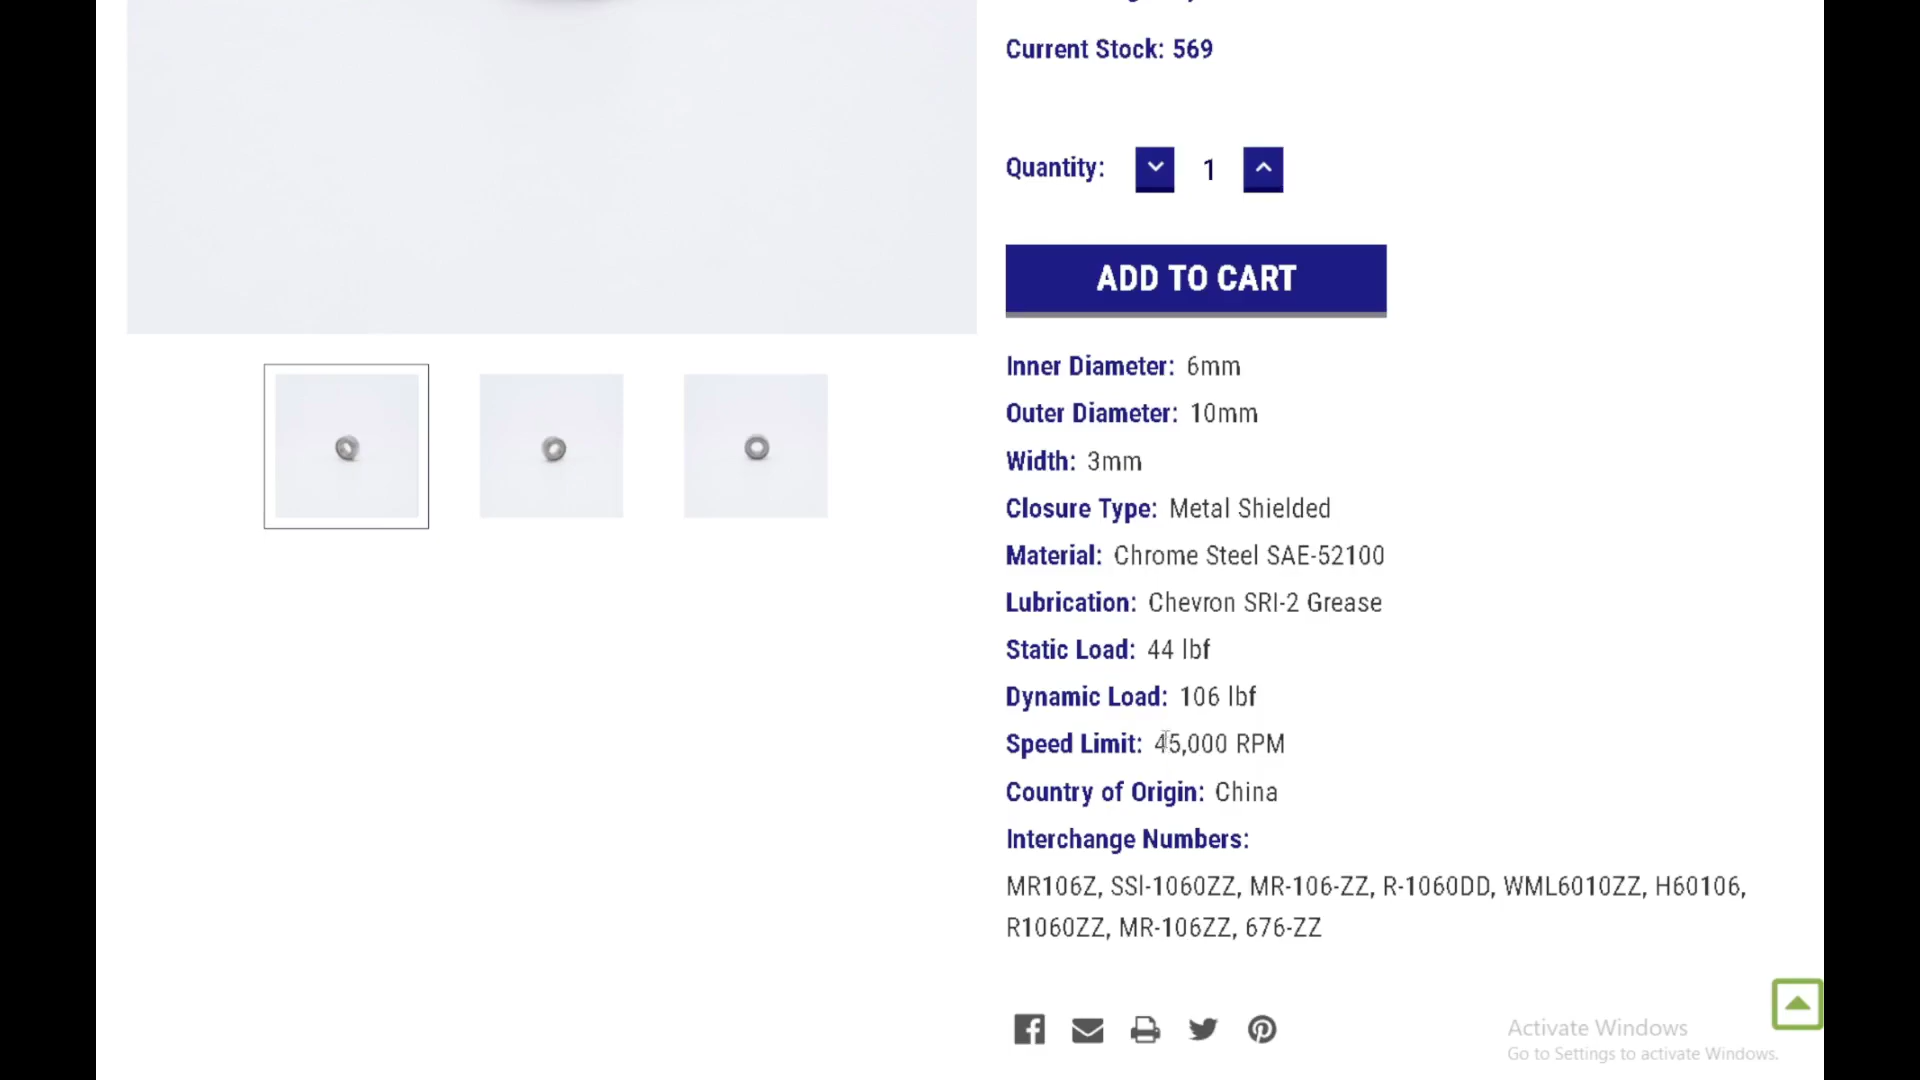 Current Stock: 569
Quantity: 1
ADD TO CART
Inner Diameter: 6mm
Outer Diameter: 10mm
Width: 3mm
Closure Type: Metal Shielded
Material: Chrome Steel SAE-52100
Lubrication: Chevron SRI-2 Grease
Static Load: 44 lbf
Dynamic Load: 106 lbf
Speed Limit: 45,000 RPM
Country of Origin: China
Interchange Numbers:
MR106Z, SSI-1060ZZ, MR-106-ZZ, R-1060DD, WML6010ZZ, H60106,
R1060ZZ, MR-106ZZ, 676-ZZ
Activate Windows
Go to Settings to activate Windows.